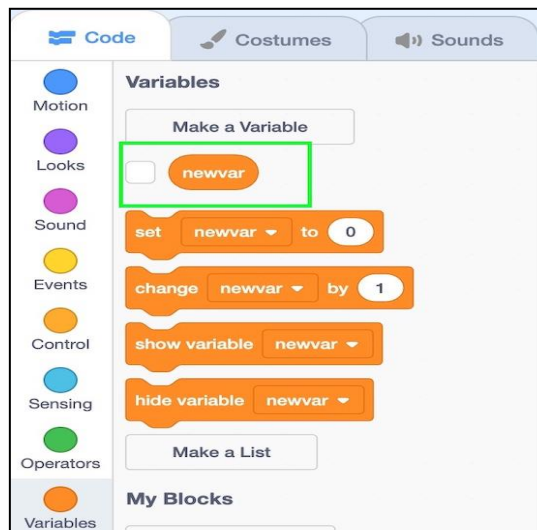 Code Costumes Sounds
Motion
Looks
Sound
Events
Control
Sensing
Operators
Variables
Variables
Make a Variable
newvar
set newvar to 0
change newvar by 1
show variable newvar
hide variable newvar
Make a List
My Blocks